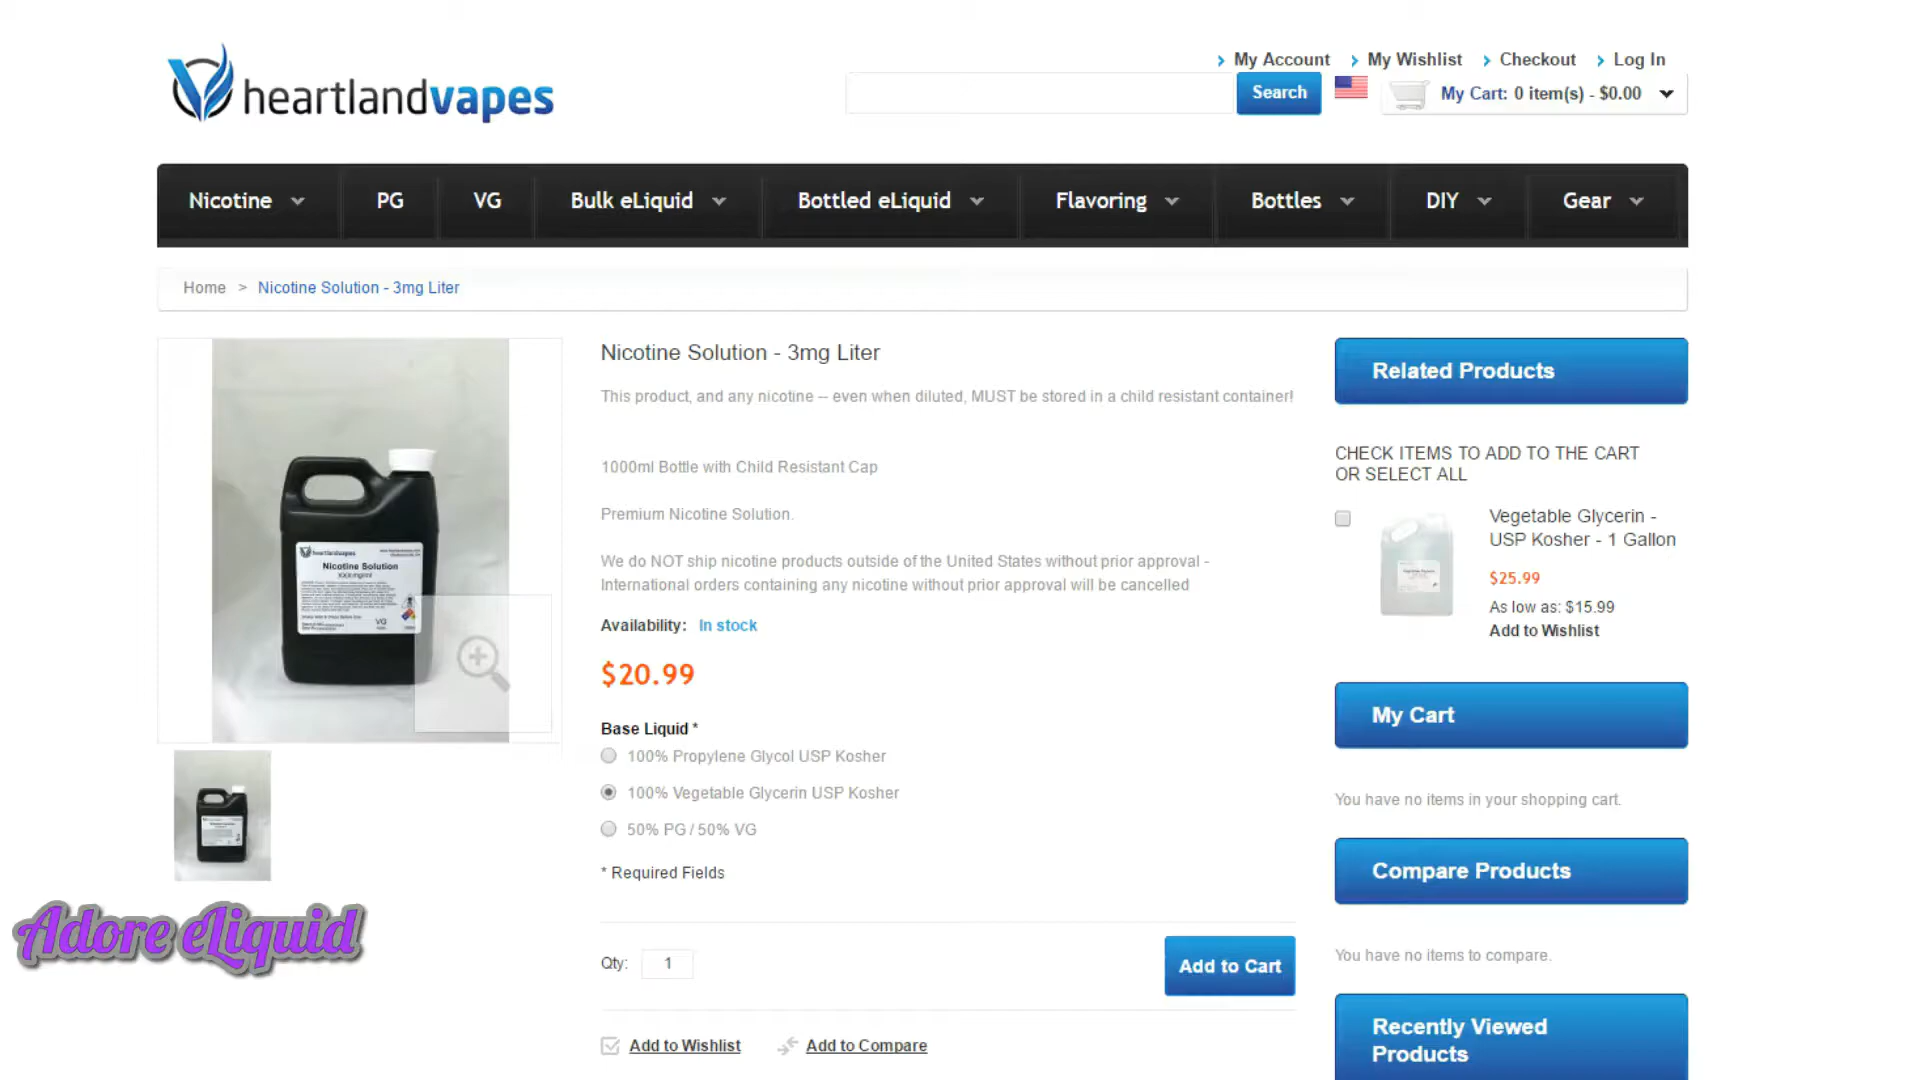 My Account
My Wishlist
Checkout
Log In
heartlandvapes
Search
My Cart: 0 item(s) - $0.00
Nicotine
PG
VG
Bulk eLiquid
Bottled eLiquid
Flavoring
Bottles
DIY
Gear
Home > Nicotine Solution - 3mg Liter
Nicotine Solution - 3mg Liter
This product, and any nicotine -- even when diluted, MUST be stored in a child resistant container!
1000ml Bottle with Child Resistant Cap
Premium Nicotine Solution.
We do NOT ship nicotine products outside of the United States without prior approval -
International orders containing any nicotine without prior approval will be cancelled
Availability: In stock
$20.99
Base Liquid *
100% Propylene Glycol USP Kosher
100% Vegetable Glycerin USP Kosher
50% PG / 50% VG
* Required Fields
Qty: 1
Add to Cart
Add to Wishlist
Add to Compare
heartlandvapes
Nicotine Solution
XXXmg/ml
VG
Adore eLiquid
Related Products
CHECK ITEMS TO ADD TO THE CART
OR SELECT ALL
Vegetable Glycerin -
USP Kosher - 1 Gallon
$25.99
As low as: $15.99
Add to Wishlist
My Cart
You have no items in your shopping cart.
Compare Products
You have no items to compare.
Recently Viewed
Products